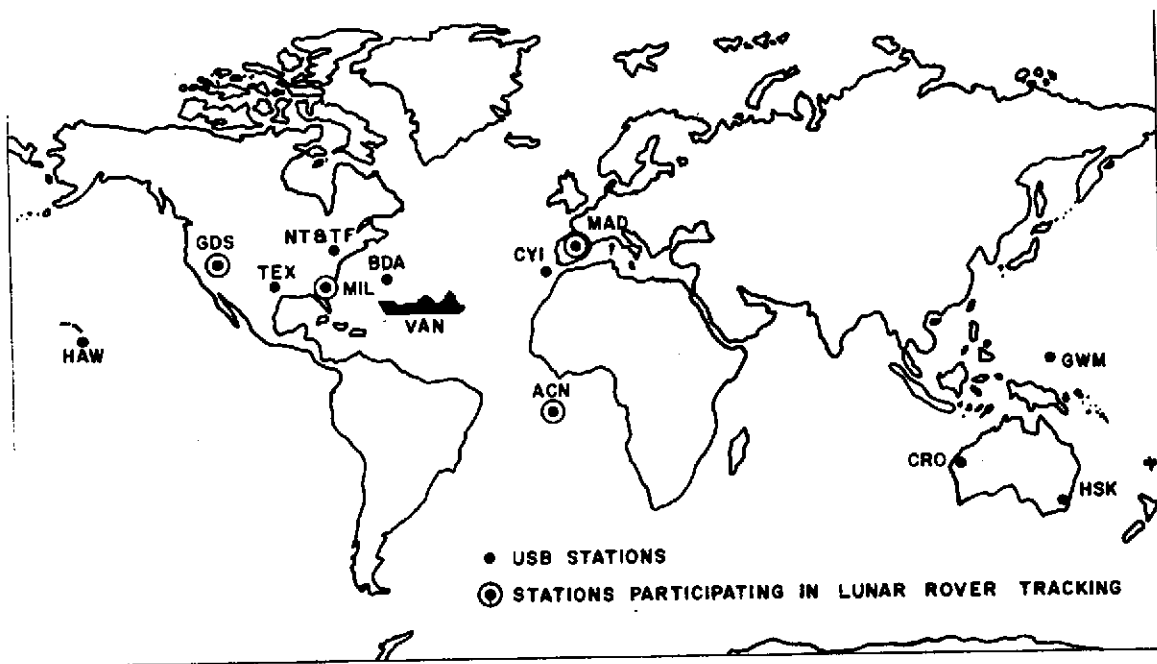 MAD
NT&TF
GDS
CYI
BDA
TEX
MIL
VAN
HAW
GWM
ACN
CRO
HSK
USB STATIONS
STATIONS PARTICIPATING IN LUNAR ROVER TRACKING